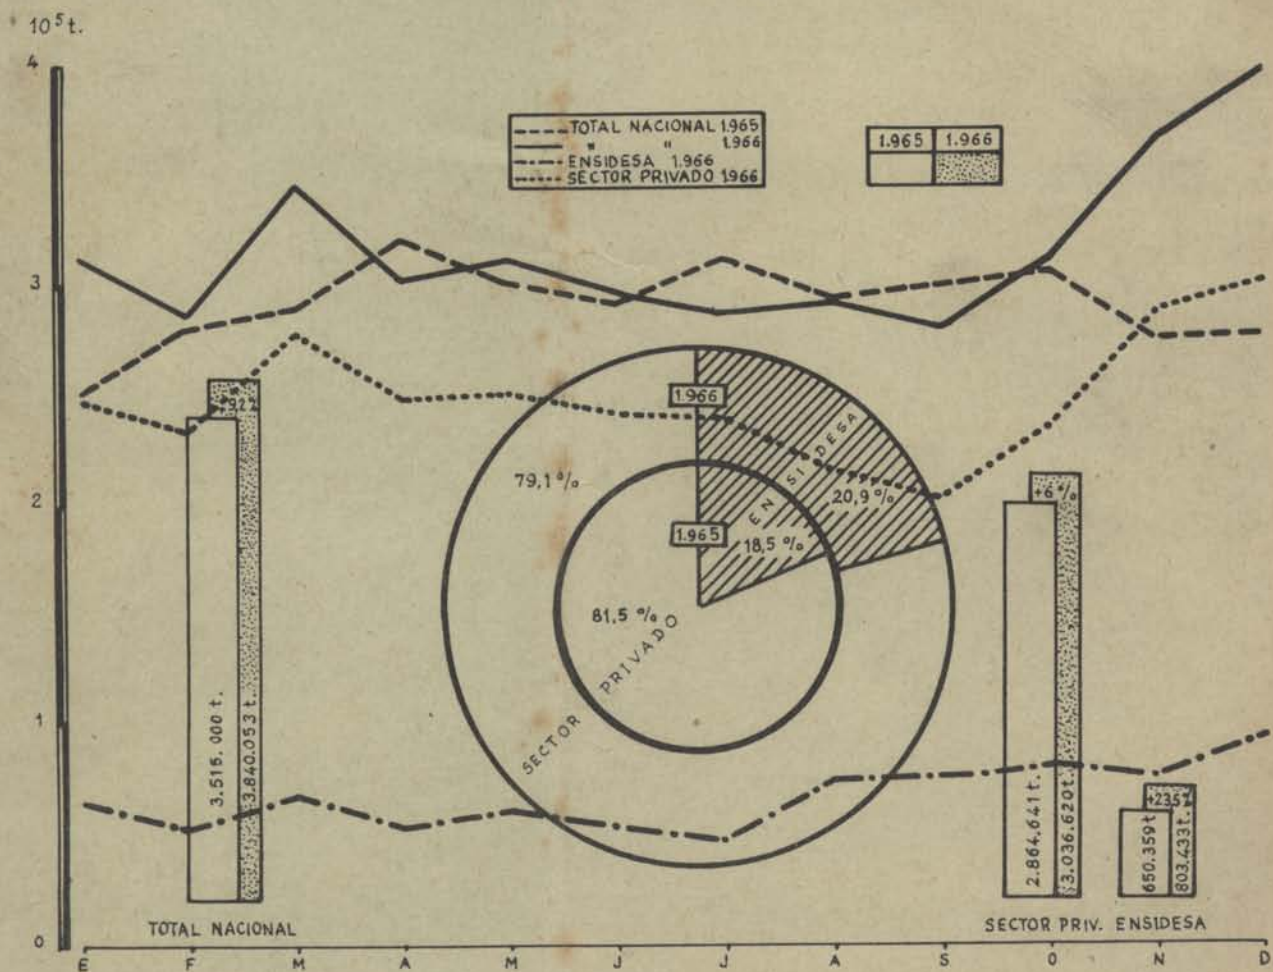 10⁵ t.
4
3
2
1
0
TOTAL NACIONAL 1.965
" " 1.966
ENSIDESA 1.966
SECTOR PRIVADO 1966
1.965 1.966
+9,2%
3.515.000 t.
3.840.053 t.
TOTAL NACIONAL
1.966
1.965
ENSIDESA
79,1 %
20,9 %
18,5 %
81,5 %
SECTOR PRIVADO
+6 %
2.864.641 t.
3.036.620 t.
+23,5%
650.359 t
803.433 t.
SECTOR PRIV. ENSIDESA
E F M A M J J A S O N D